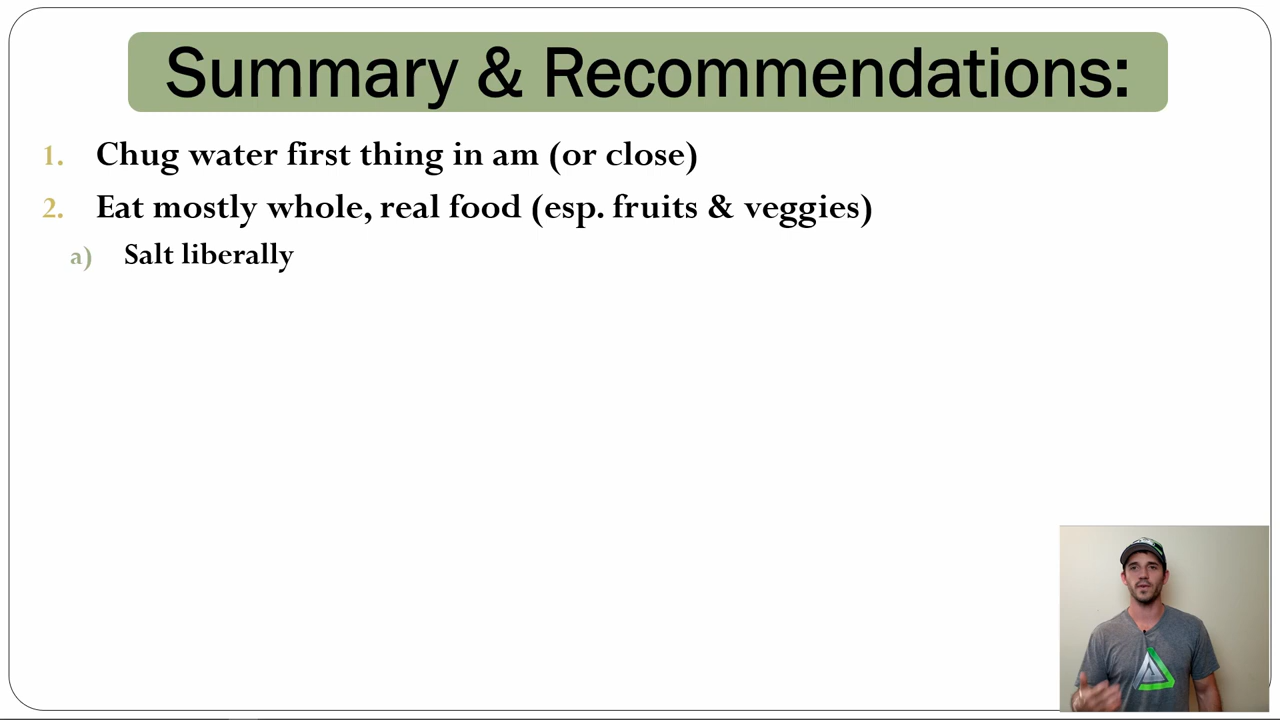 Summary & Recommendations:
1. Chug water first thing in am (or close)
2. Eat mostly whole, real food (esp. fruits & veggies)
a) Salt liberally